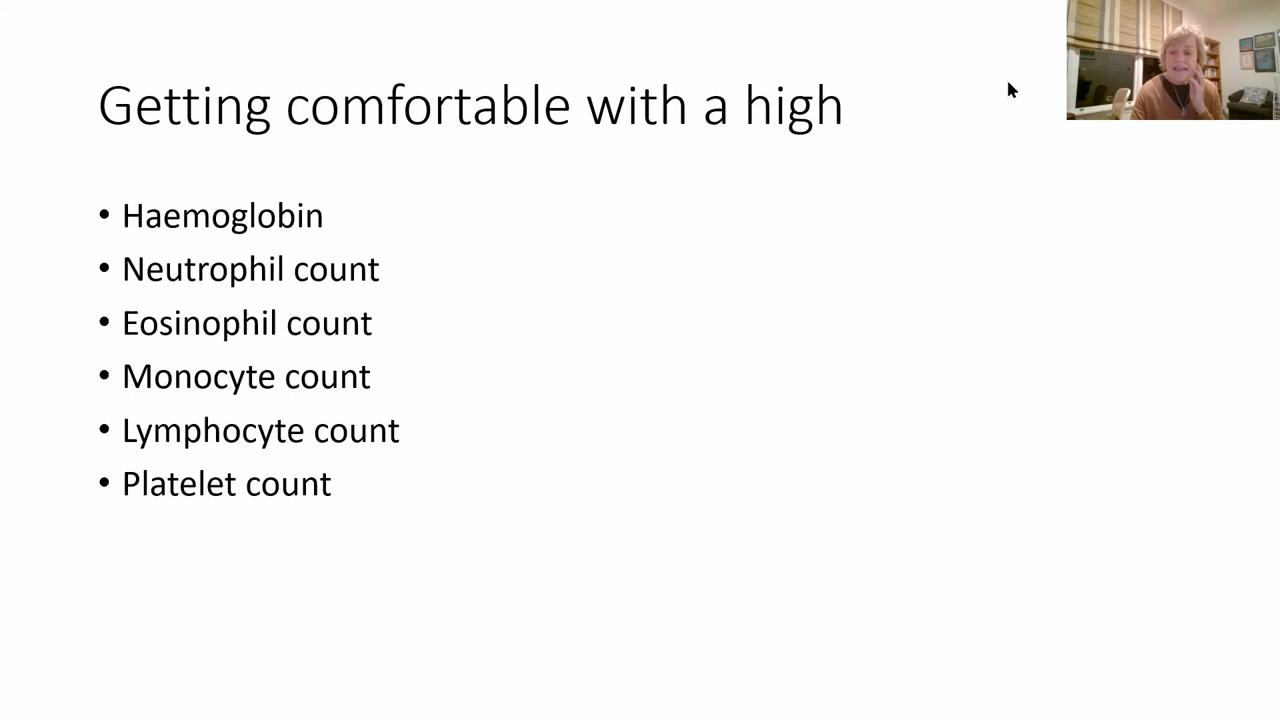 Getting comfortable with a high
• Haemoglobin
• Neutrophil count
• Eosinophil count
• Monocyte count
• Lymphocyte count
• Platelet count